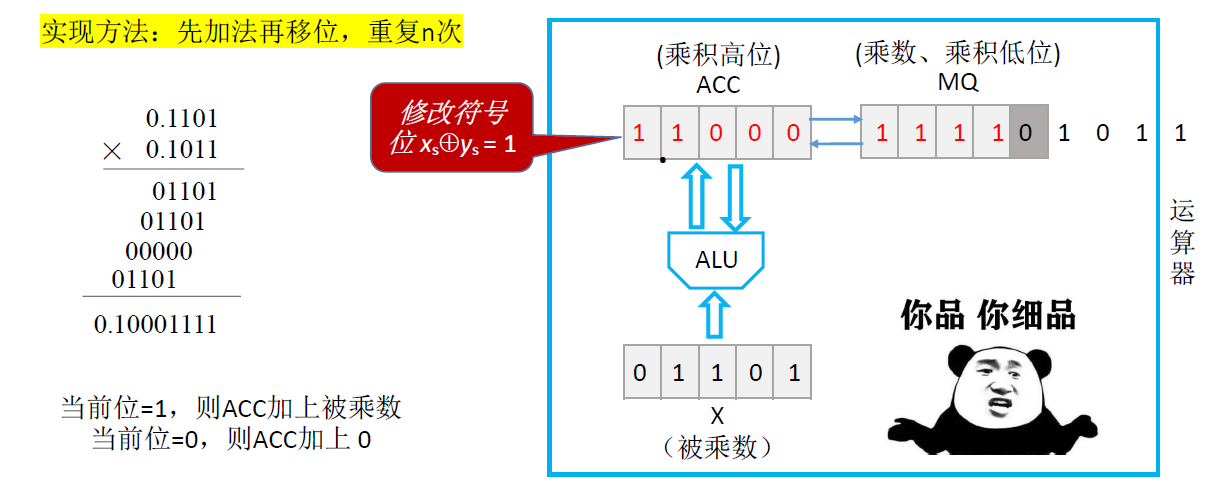 实现方法：先加法再移位，重复n次
0.1101
× 0.1011
01101
01101
00000
01101
0.10001111
当前位=1，则ACC加上被乘数
当前位=0，则ACC加上 0
修改符号
位 xs⊕ys = 1
(乘积高位)
ACC
(乘数、乘积低位)
MQ
1 1 0 0 0
1 1 1 1 0 1 0 1 1
.
ALU
0 1 1 0 1
X
（被乘数）
运算器
你品 你细品